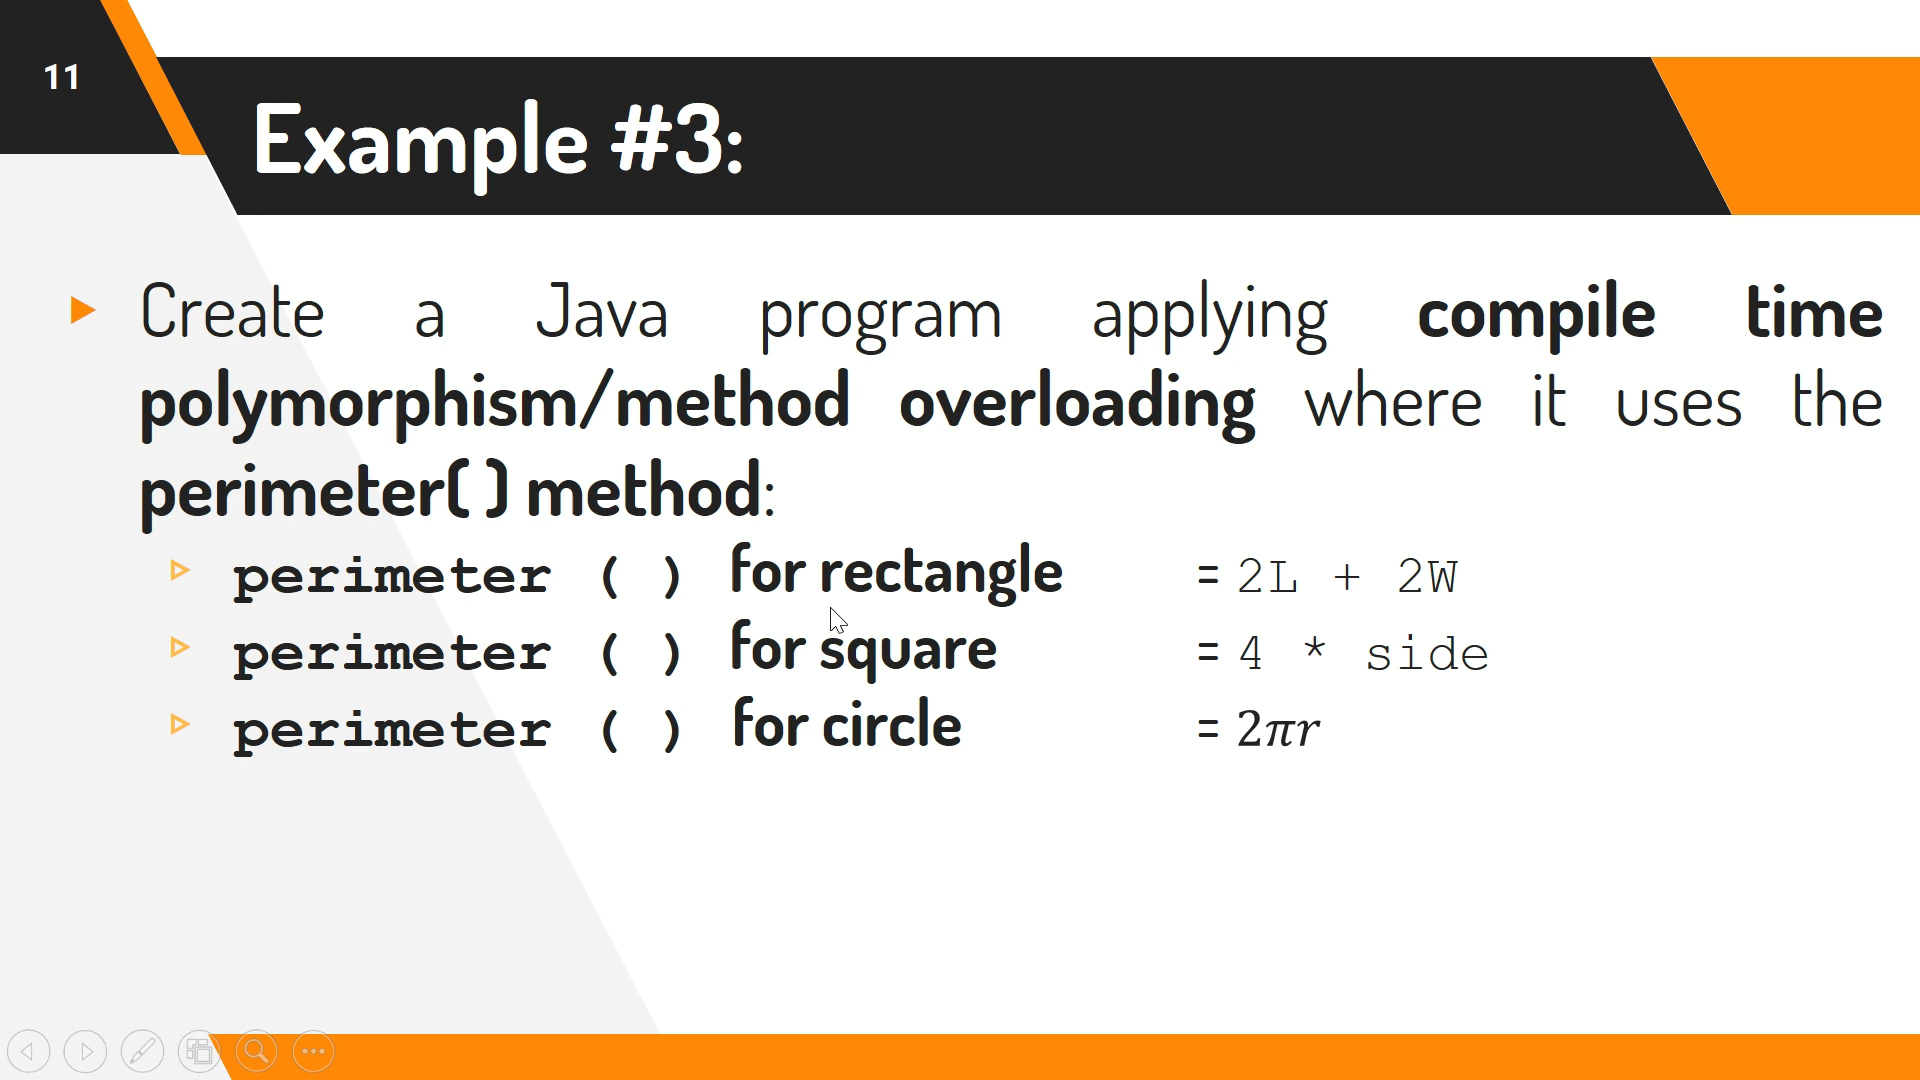 11
Example #3:
Create a Java program applying compile time
polymorphism/method overloading where it uses the
perimeter( ) method:
perimeter ( ) for rectangle = 2L + 2W
perimeter ( ) for square = 4 * side
perimeter ( ) for circle = 2𝜋𝑟